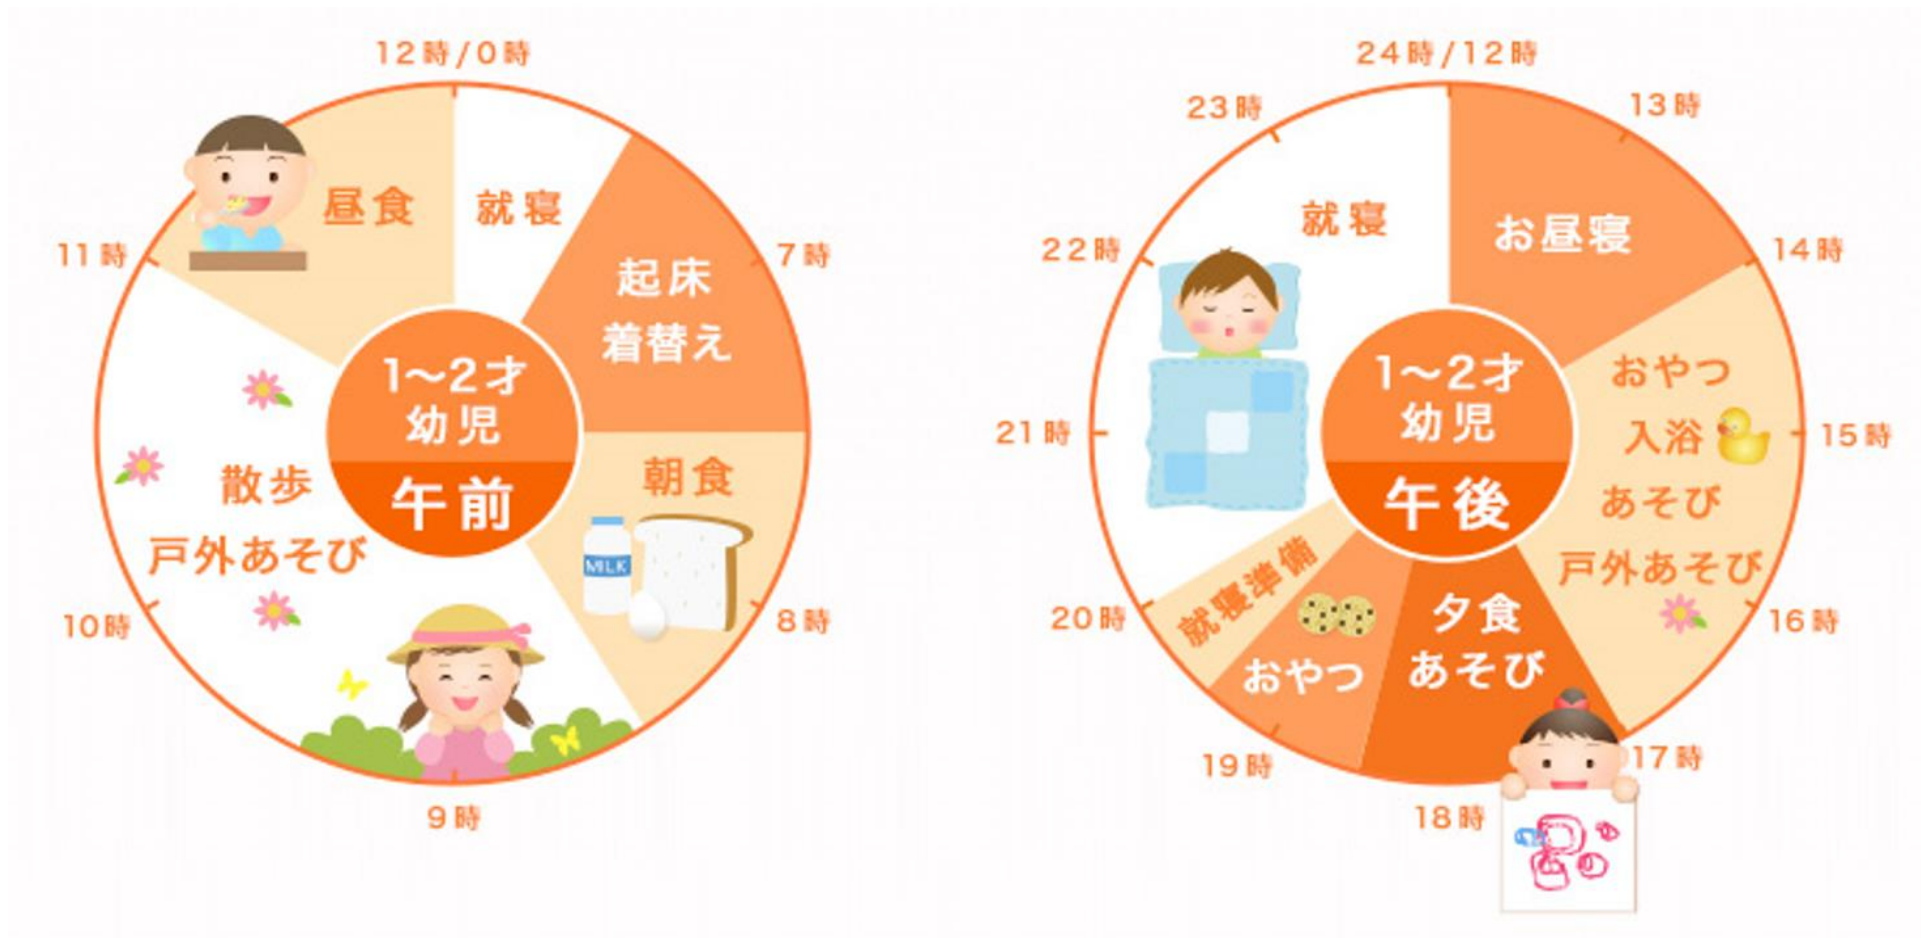 12時/0時
就寝
起床
着替え
7時
朝食
MILK
8時
9時
散歩
戸外あそび
10時
11時
昼食
1〜2才
幼児
午前
24時/12時
13時
お昼寝
14時
おやつ
入浴
あそび
戸外あそび
15時
16時
17時
夕食
あそび
18時
おやつ
19時
就寝準備
20時
21時
22時
23時
就寝
1〜2才
幼児
午後